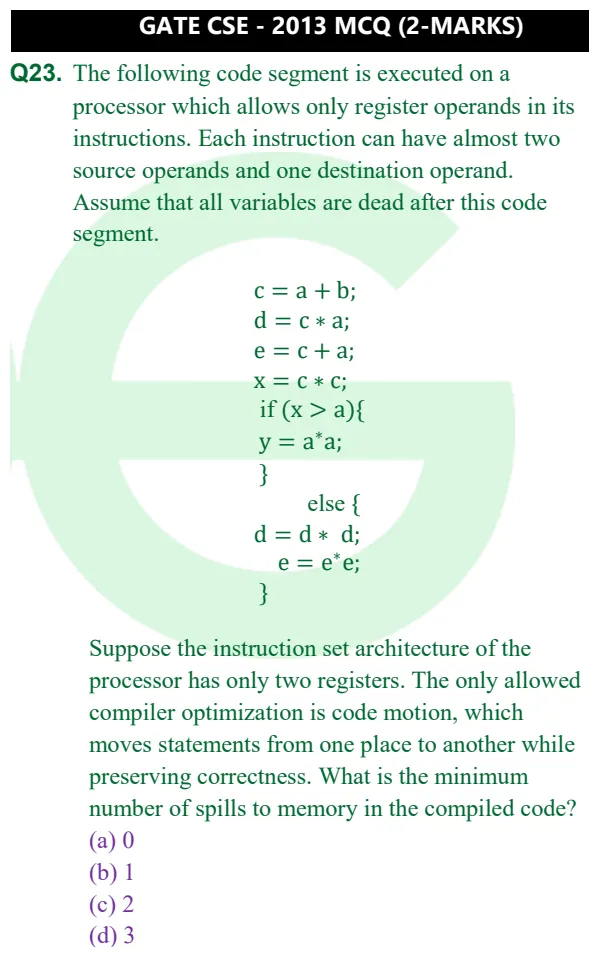 GATE CSE - 2013 MCQ (2-MARKS)
Q23. The following code segment is executed on a
processor which allows only register operands in its
instructions. Each instruction can have almost two
source operands and one destination operand.
Assume that all variables are dead after this code
segment.
c = a + b;
d = c ∗ a;
e = c + a;
x = c ∗ c;
if (x > a){
y = a*a;
}
else {
d = d ∗ d;
e = e*e;
}
Suppose the instruction set architecture of the
processor has only two registers. The only allowed
compiler optimization is code motion, which
moves statements from one place to another while
preserving correctness. What is the minimum
number of spills to memory in the compiled code?
(a) 0
(b) 1
(c) 2
(d) 3